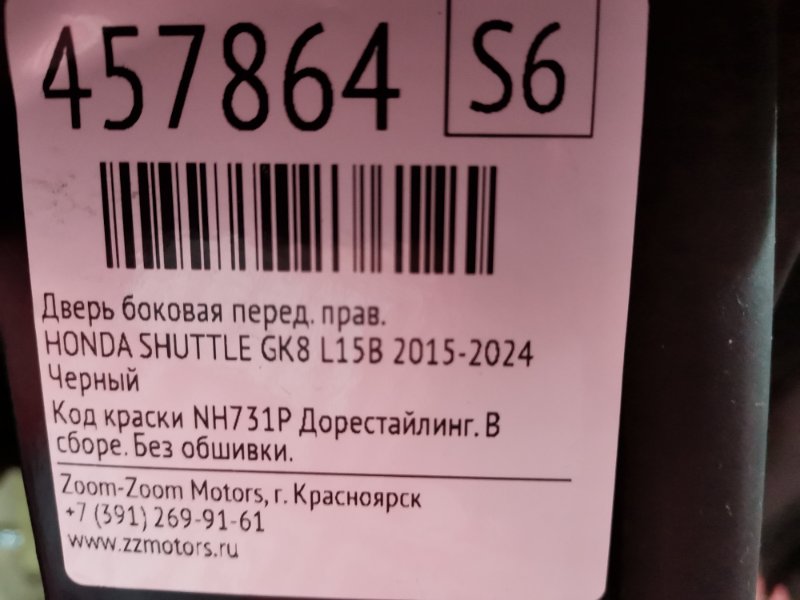 457864 S6
Дверь боковая перед. прав.
HONDA SHUTTLE GK8 L15B 2015-2024
Черный
Код краски NH731P Дорестайлинг. В
сборе. Без обшивки.
Zoom-Zoom Motors, г. Красноярск
+7 (391) 269-91-61
www.zzmotors.ru